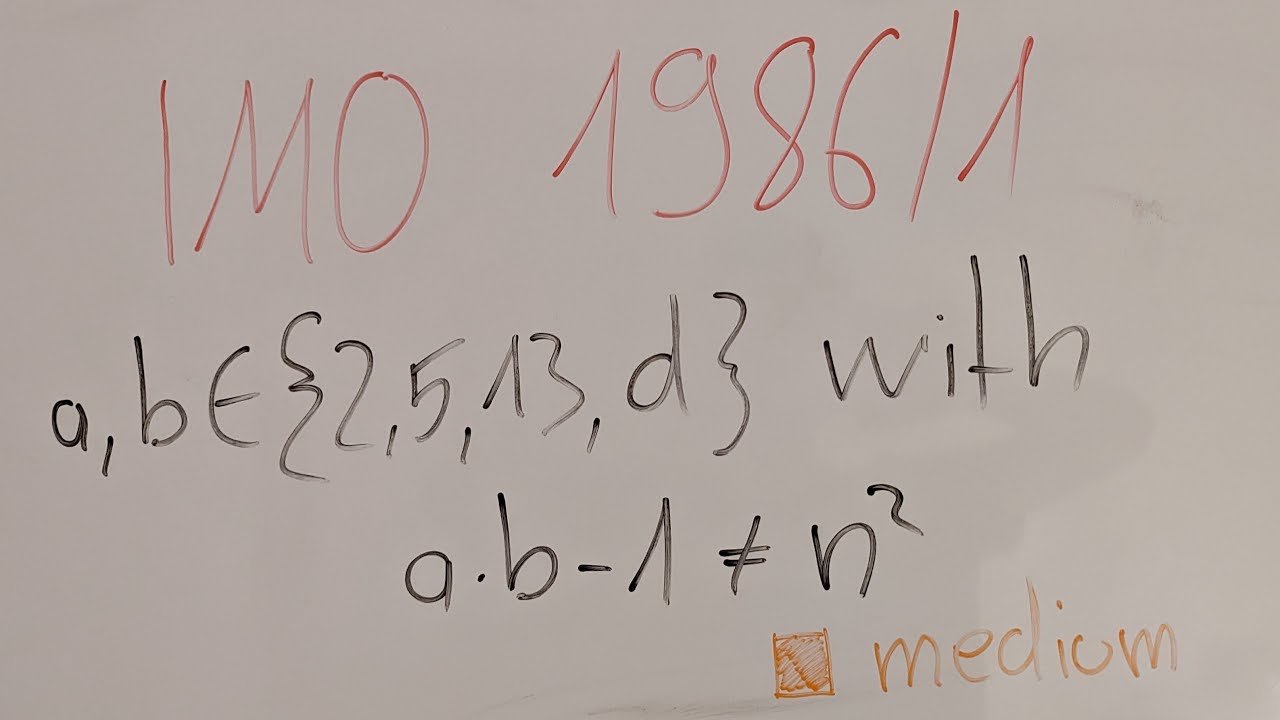 IMO 1986/1
a,b∈{2,5,13,d} with
a·b-1≠n²
medium